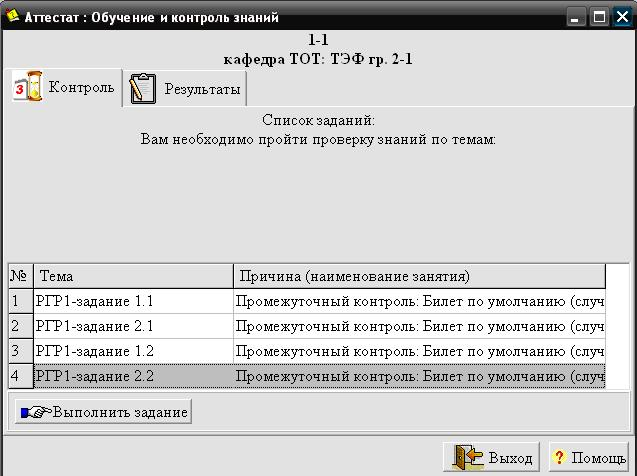 Аттестат : Обучение и контроль знаний
1-1
кафедра ТОТ: ТЭФ гр. 2-1
Контроль
Результаты
Список заданий:
Вам необходимо пройти проверку знаний по темам:
№ Тема Причина (наименование занятия)
1 РГР1-задание 1.1 Промежуточный контроль: Билет по умолчанию (случ
2 РГР1-задание 2.1 Промежуточный контроль: Билет по умолчанию (случ
3 РГР1-задание 1.2 Промежуточный контроль: Билет по умолчанию (случ
4 РГР1-задание 2.2 Промежуточный контроль: Билет по умолчанию (случ
Выполнить задание
Выход
? Помощь